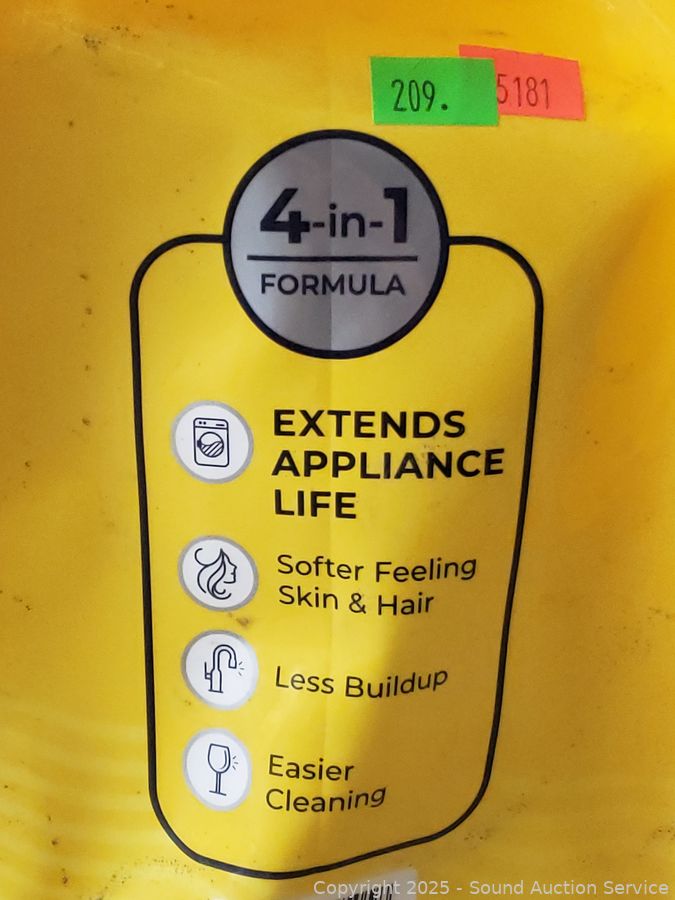 209. 5181
4-in-1
FORMULA
EXTENDS
APPLIANCE
LIFE
Softer Feeling
Skin & Hair
Less Buildup
Easier
Cleaning
Copyright 2025 - Sound Auction Service